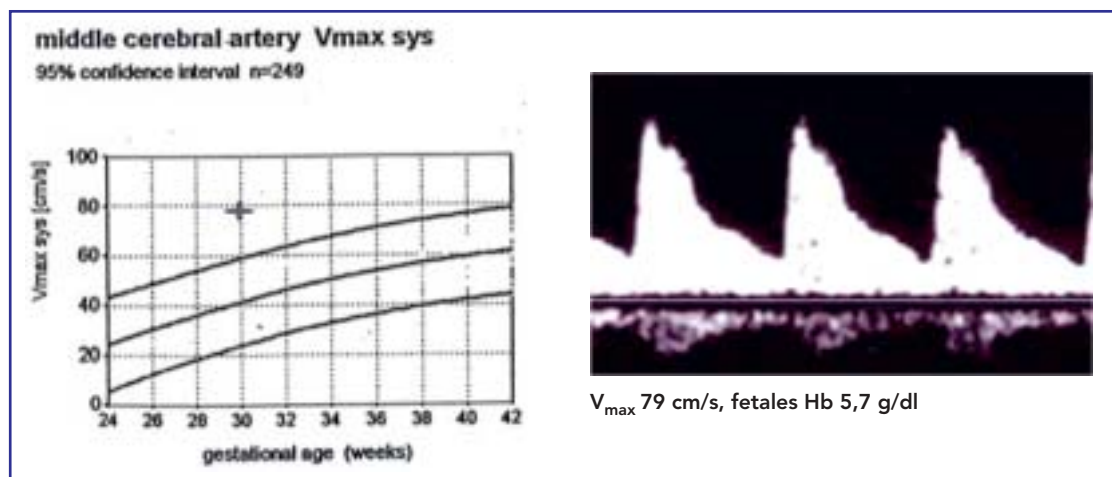 middle cerebral artery Vmax sys
95% confidence interval n=249
Vmax sys [cm/s]
100
80
60
40
20
0
24 26 28 30 32 34 36 38 40 42
gestational age (weeks)
Vmax 79 cm/s, fetales Hb 5,7 g/dl